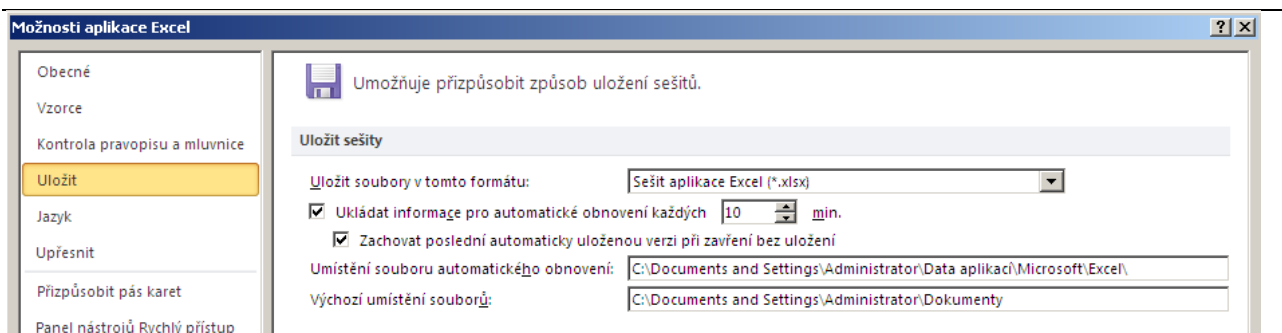 Možnosti aplikace Excel
Obecné
Vzorce
Kontrola pravopisu a mluvnice
Uložit
Jazyk
Upřesnit
Přizpůsobit pás karet
Panel nástrojů Rychlý přístup
Umožňuje přizpůsobit způsob uložení sešitů.
Uložit sešity
Uložit soubory v tomto formátu: Sešit aplikace Excel (*.xlsx)
Ukládat informace pro automatické obnovení každých 10 min.
Zachovat poslední automaticky uloženou verzi při zavření bez uložení
Umístění souboru automatického obnovení: C:\Documents and Settings\Administrator\Data aplikací\Microsoft\Excel\
Výchozí umístění souborů: C:\Documents and Settings\Administrator\Dokumenty